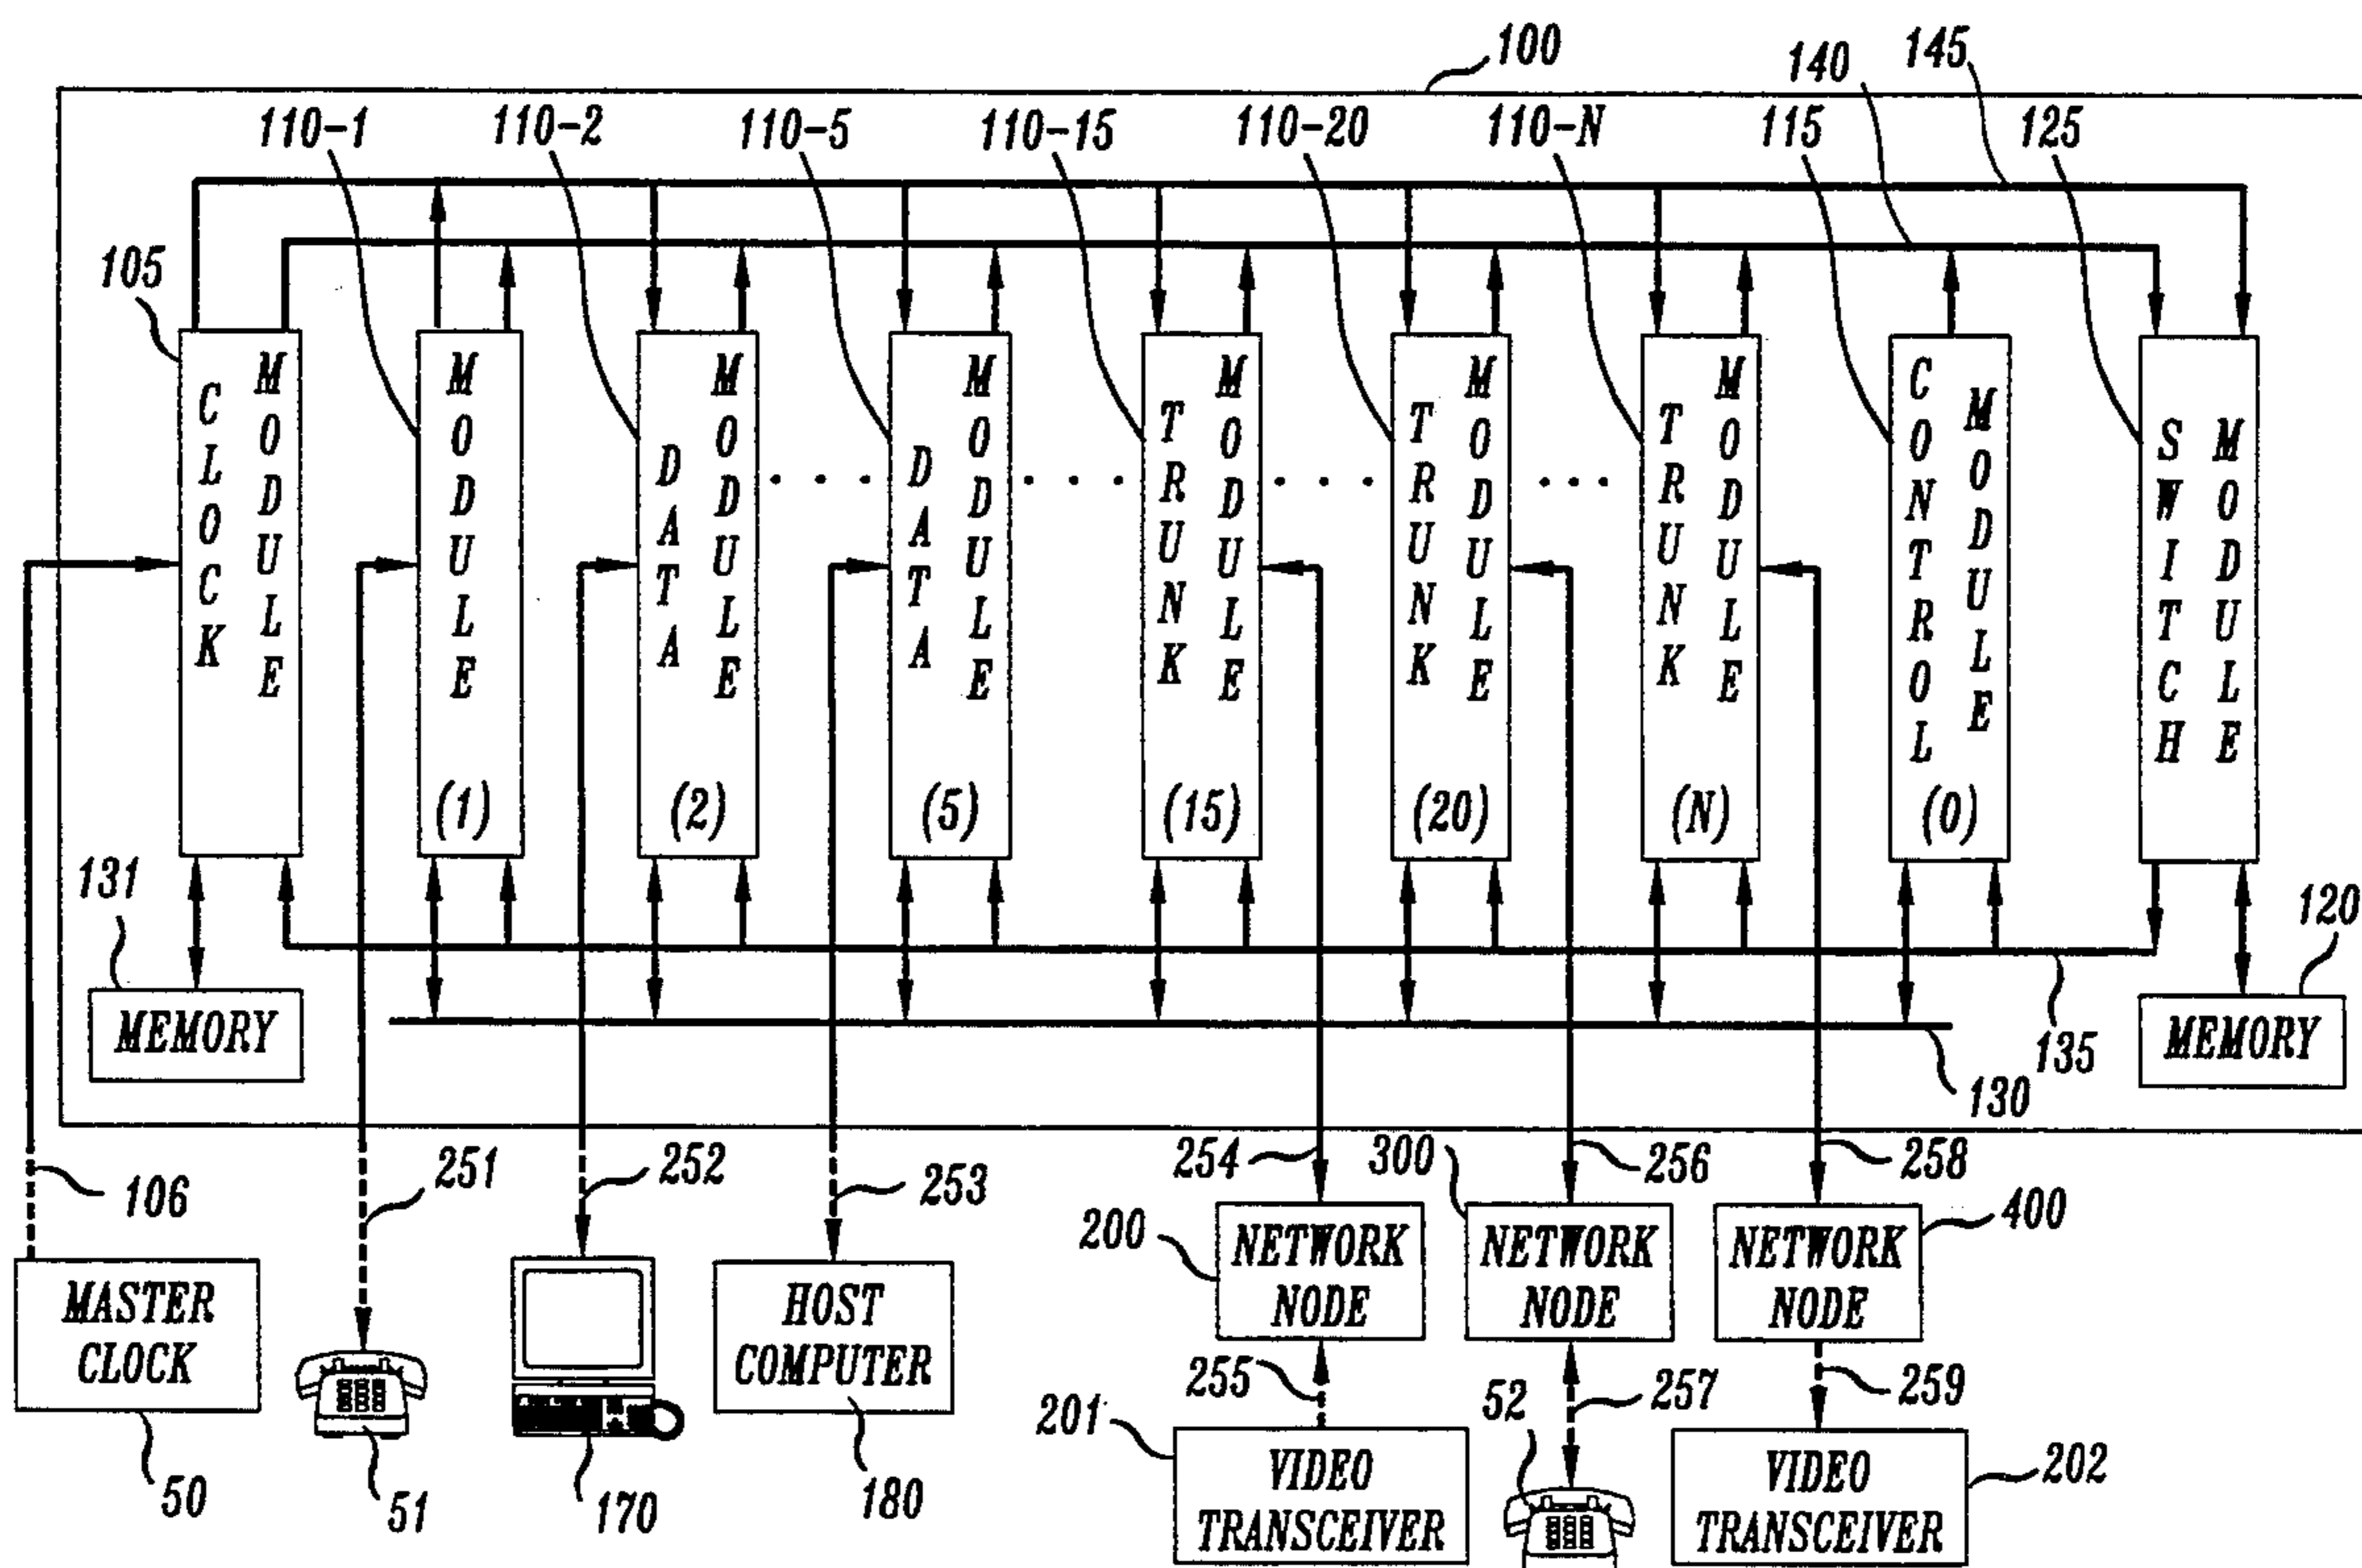 100
140
145
110-1
110-2
110-5
110-15
110-20
110-N
115
125
105
CLOCK MODULE
MODULE (1)
DATA MODULE (2)
DATA MODULE (5)
TRUNK MODULE (15)
TRUNK MODULE (20)
TRUNK MODULE (N)
CONTROL MODULE (0)
SWITCH MODULE
131
MEMORY
120
MEMORY
135
130
106
251
252
253
254
300
256
258
200
NETWORK
NODE
NETWORK
NODE
400
NETWORK
NODE
MASTER
CLOCK
HOST
COMPUTER
255
52
257
259
201
VIDEO
TRANSCEIVER
VIDEO
TRANSCEIVER
202
50
51
170
180